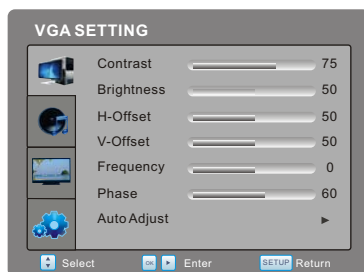 VGA SETTING
Contrast 75
Brightness 50
H-Offset 50
V-Offset 50
Frequency 0
Phase 60
Auto Adjust ►
Select OK Enter SETUP Return